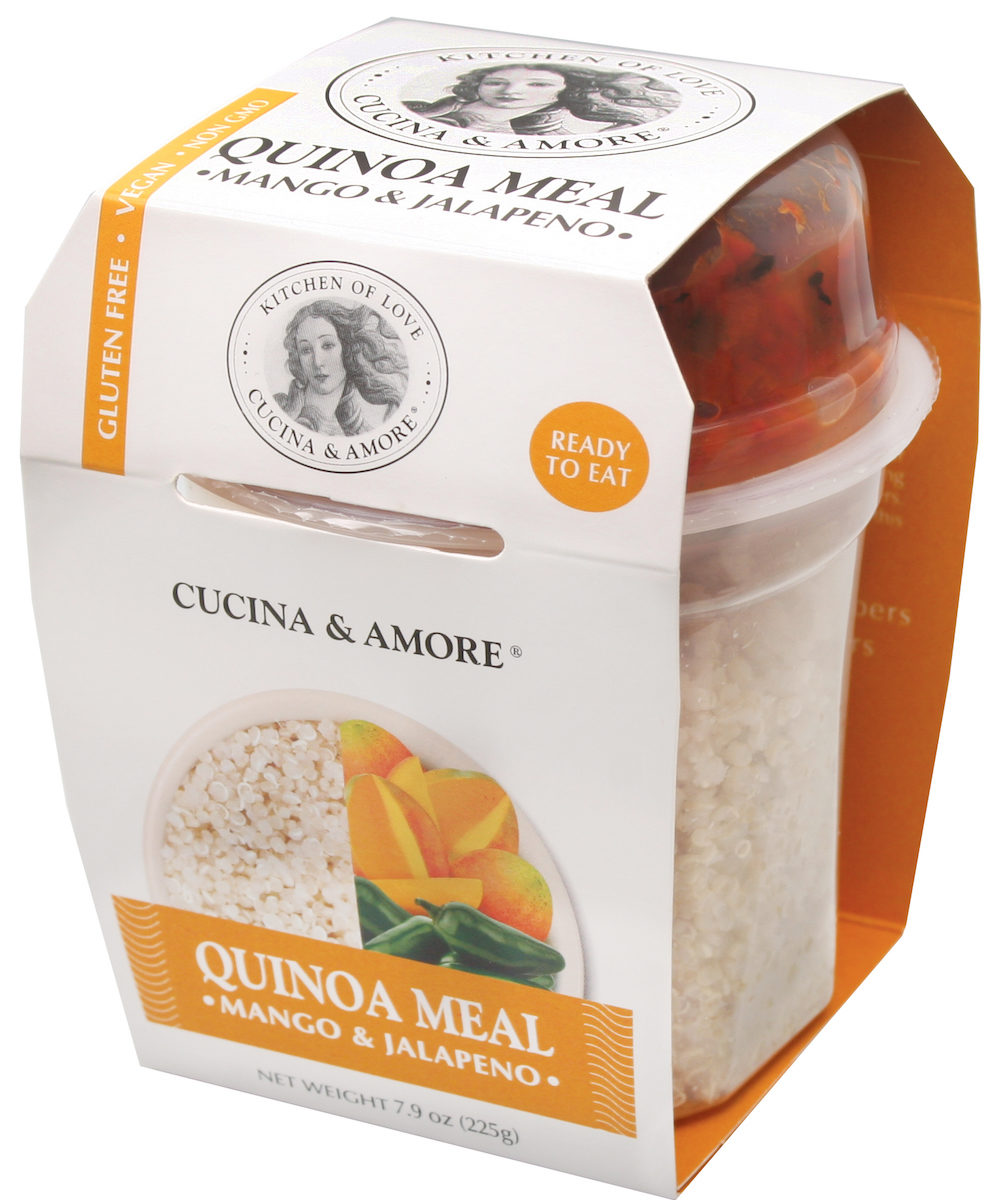 KITCHEN OF LOVE
CUCINA & AMORE®
QUINOA MEAL
•MANGO & JALAPENO•
GLUTEN FREE • VEGAN • NON GMO
KITCHEN OF LOVE
CUCINA & AMORE®
READY
TO EAT
CUCINA & AMORE®
QUINOA MEAL
•MANGO & JALAPENO•
NET WEIGHT 7.9 oz (225g)